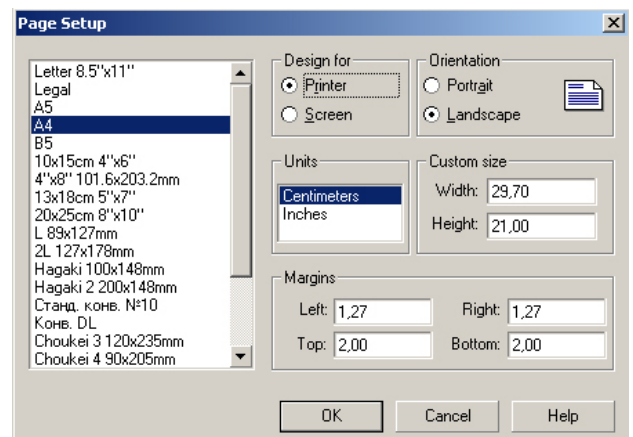 Page Setup
Letter 8.5''x11''
Legal
A5
A4
B5
10x15cm 4''x6''
4''x8'' 101.6x203.2mm
13x18cm 5''x7''
20x25cm 8''x10''
L 89x127mm
2L 127x178mm
Hagaki 100x148mm
Hagaki 2 200x148mm
Станд. конв. №10
Конв. DL
Choukei 3 120x235mm
Choukei 4 90x205mm
Design for
Printer
Screen
Orientation
Portrait
Landscape
Units
Centimeters
Inches
Custom size
Width: 29,70
Height: 21,00
Margins
Left: 1,27 Right: 1,27
Top: 2,00 Bottom: 2,00
OK Cancel Help